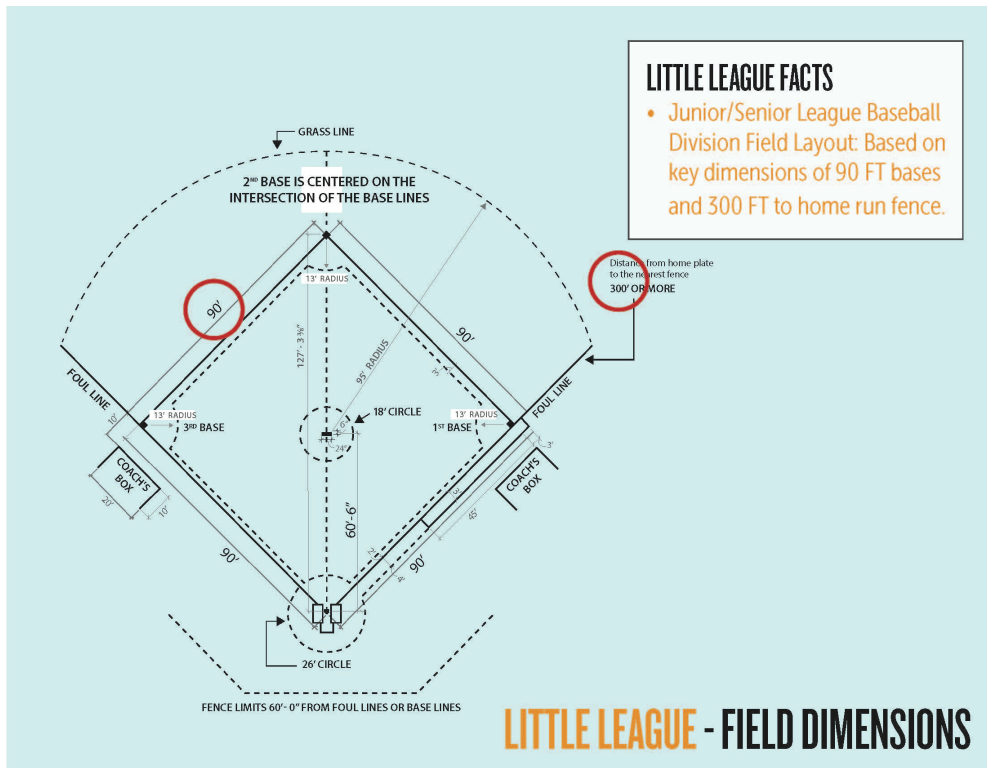 LITTLE LEAGUE FACTS
• Junior/Senior League Baseball
Division Field Layout: Based on
key dimensions of 90 FT bases
and 300 FT to home run fence.
GRASS LINE
2ND BASE IS CENTERED ON THE
INTERSECTION OF THE BASE LINES
Distance from home plate
to the nearest fence
300' OR MORE
13' RADIUS
90'
90'
127' - 3 ⅜"
95' RADIUS
3'
FOUL LINE
FOUL LINE
10'
13' RADIUS
3RD BASE
18' CIRCLE
13' RADIUS
1ST BASE
24"
3'
COACH'S
BOX
COACH'S
BOX
20'
10'
3'
45'
60'- 6"
90'
90'
2'
4'
26' CIRCLE
FENCE LIMITS 60'- 0" FROM FOUL LINES OR BASE LINES
LITTLE LEAGUE - FIELD DIMENSIONS